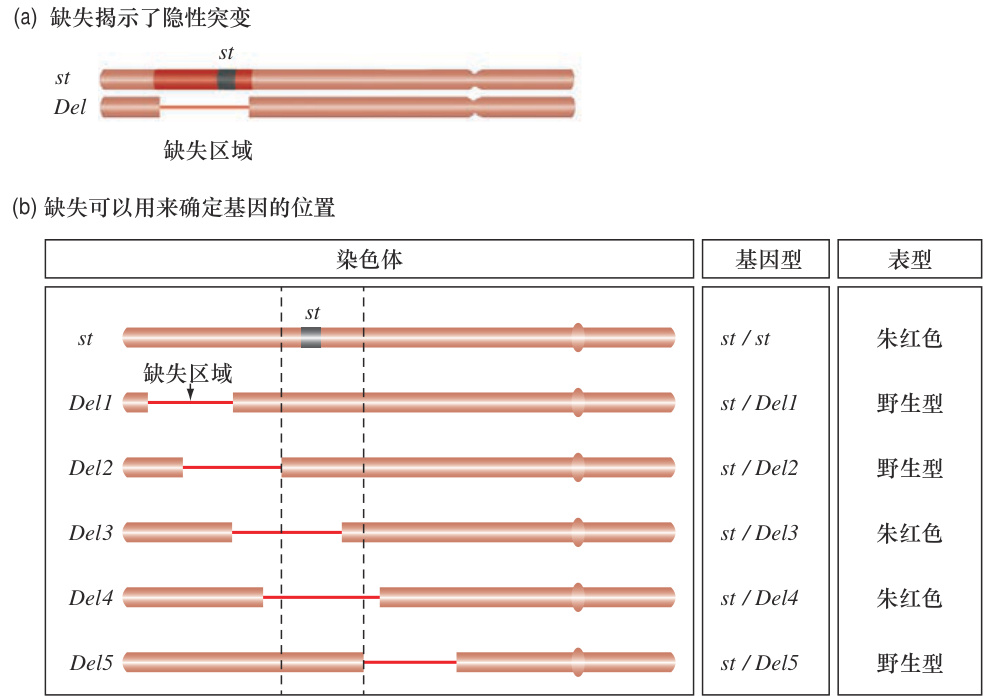 (a) 缺失揭示了隐性突变
st
st
Del
缺失区域
(b) 缺失可以用来确定基因的位置
染色体 基因型 表型
st
st st / st 朱红色
缺失区域
Del1 st / Del1 野生型
Del2 st / Del2 野生型
Del3 st / Del3 朱红色
Del4 st / Del4 朱红色
Del5 st / Del5 野生型